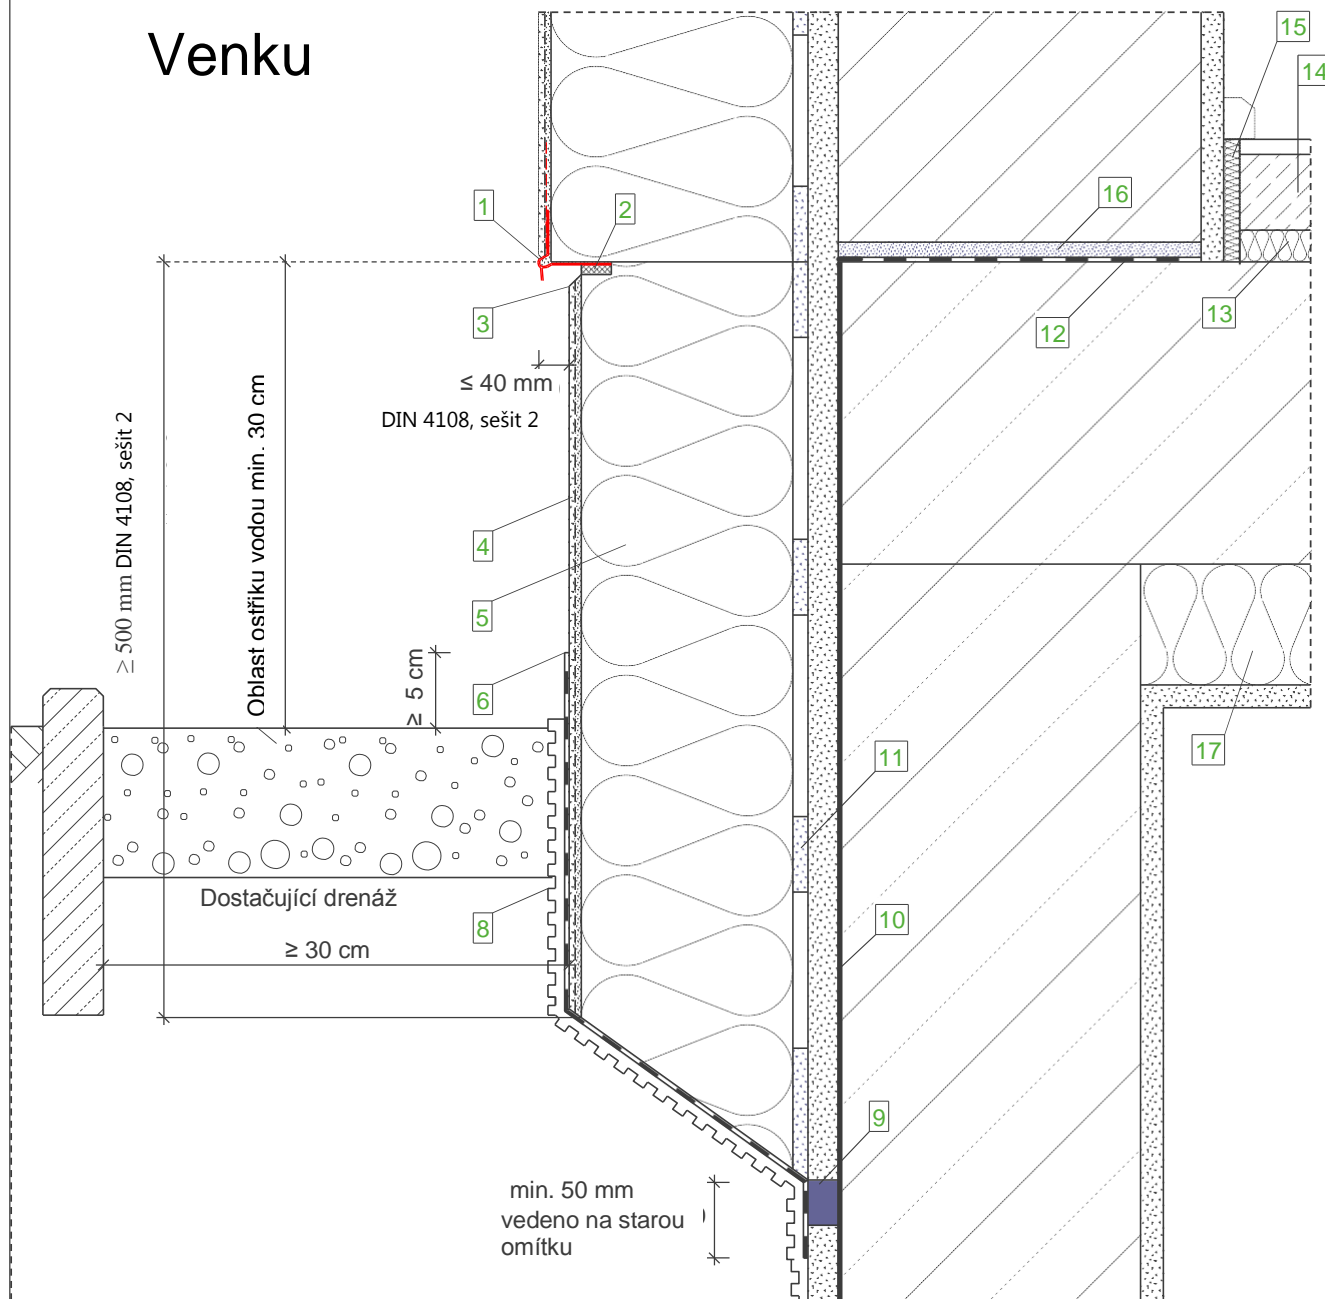 Venku
15
14
1
2
16
3
13
12
≤ 40 mm
DIN 4108, sešit 2
≥ 500 mm DIN 4108, sešit 2
Oblast ostřiku vodou min. 30 cm
4
5
≥ 5 cm
6
17
11
Dostačující drenáž
8
10
≥ 30 cm
9
min. 50 mm
vedeno na starou
omítku